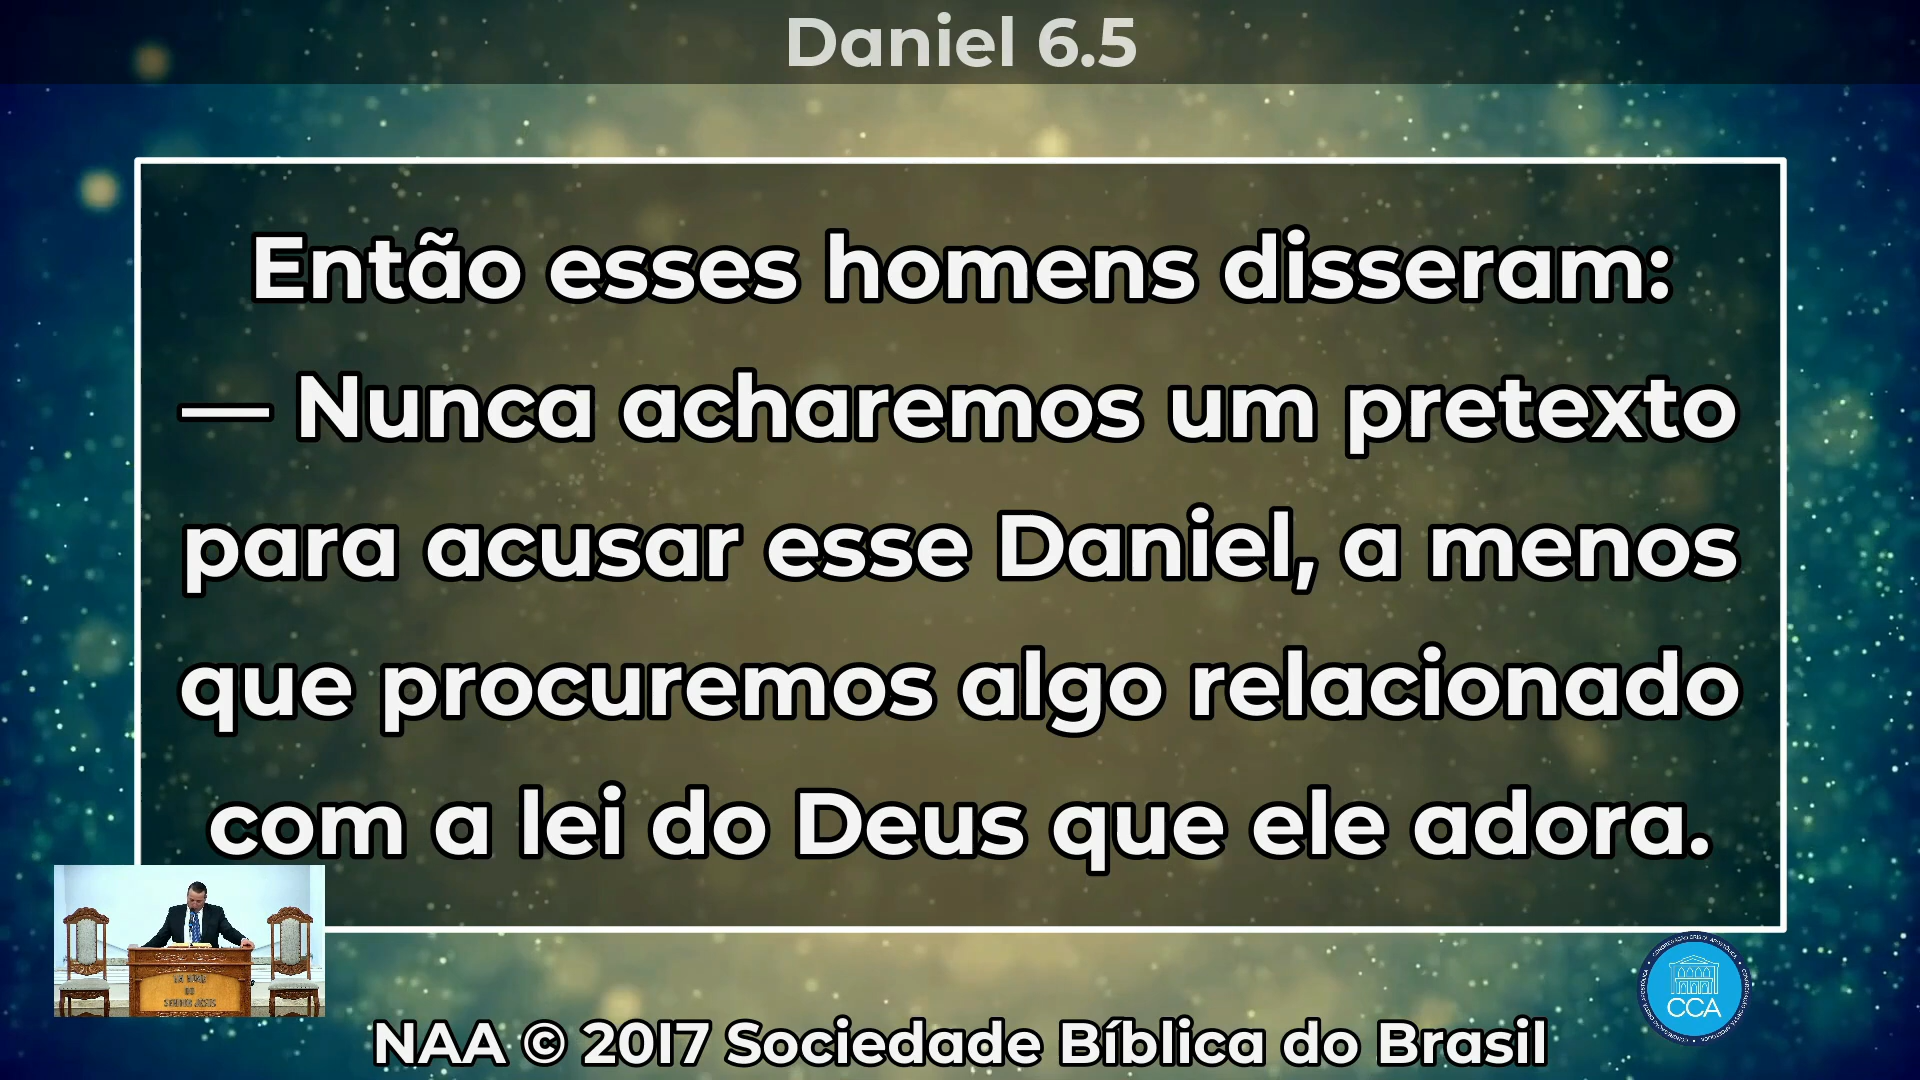 Daniel 6.5
Então esses homens disseram:
— Nunca acharemos um pretexto
para acusar esse Daniel, a menos
que procuremos algo relacionado
com a lei do Deus que ele adora.
CCA
NAA © 2017 Sociedade Bíblica do Brasil